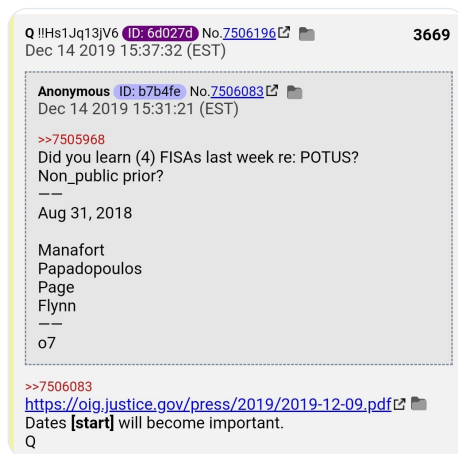 Q !!Hs1Jq13jV6 ID: 6d027d No.7506196 3669
Dec 14 2019 15:37:32 (EST)
Anonymous ID: b7b4fe No.7506083
Dec 14 2019 15:31:21 (EST)
>>7505968
Did you learn (4) FISAs last week re: POTUS?
Non_public prior?
——
Aug 31, 2018
Manafort
Papadopoulos
Page
Flynn
——
o7
>>7506083
https://oig.justice.gov/press/2019/2019-12-09.pdf
Dates [start] will become important.
Q